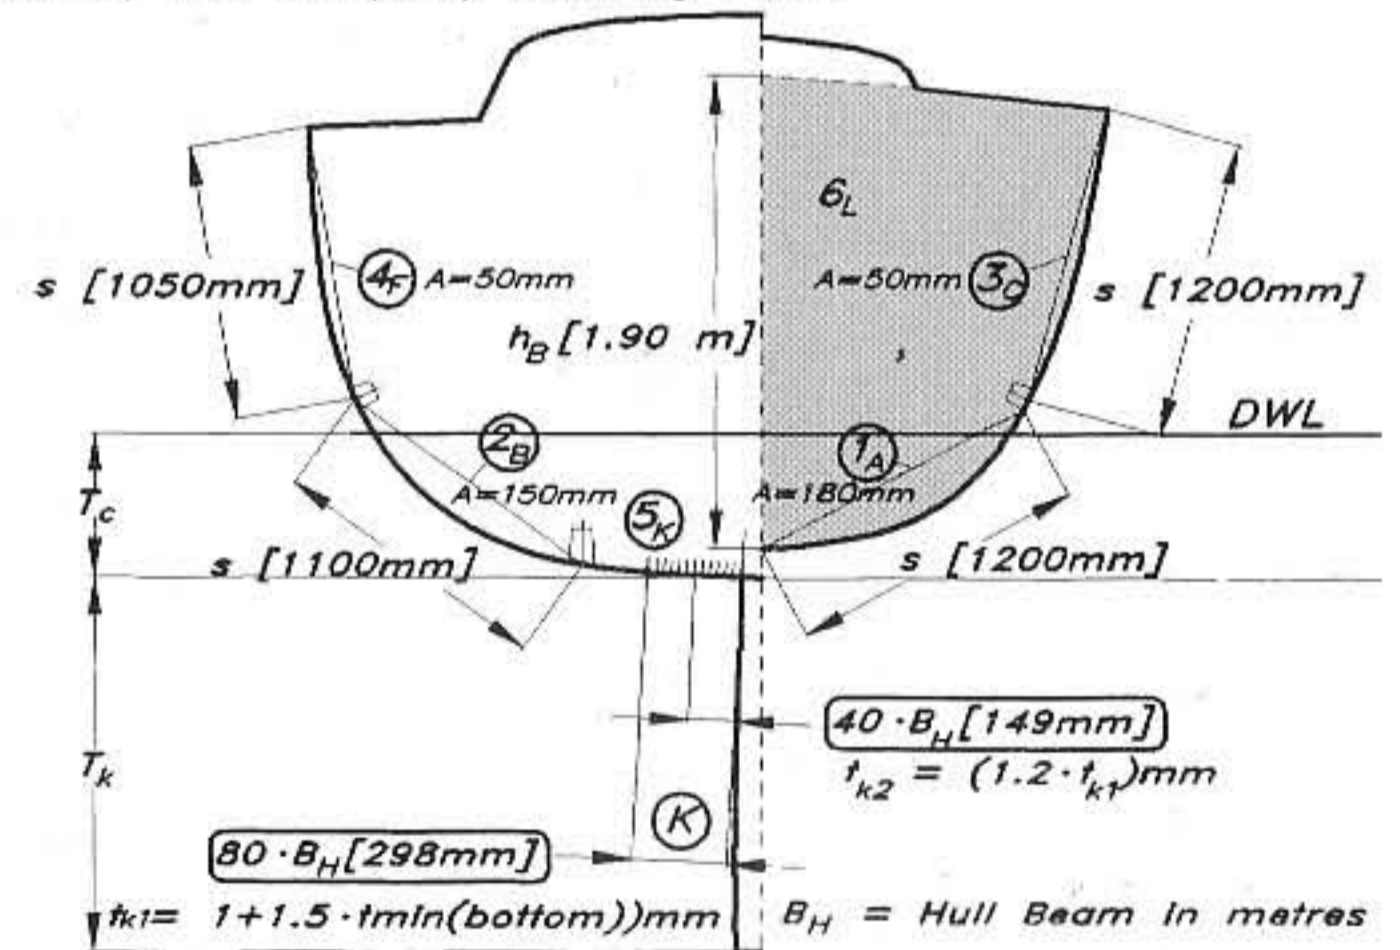 6L
4F A=50mm
A=50mm 3C
s [1050mm]
s [1200mm]
hB[1.90 m]
DWL
2B
1A
Tc
A=150mm
A=180mm
5K
s [1100mm]
s [1200mm]
40·BH[149mm]
tk2 = (1.2·tk1)mm
Tk
K
80·BH[298mm]
tk1= 1+1.5·tmin(bottom))mm
BH = Hull Beam in metres